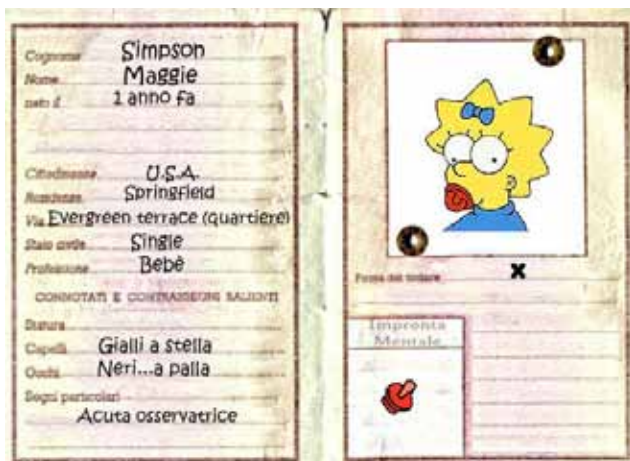 Cognome Simpson
Nome Maggie
nato il 1 anno fa
Cittadinanza U.S.A.
Residenza Springfield
Via Evergreen terrace (quartiere)
Stato civile Single
Professione Bebè
CONNOTATI E CONTRASSEGNI SALIENTI
Statura
Capelli Gialli a stella
Occhi Neri...a palla
Segni particolari
Acuta osservatrice
Firma del titolare x
Impronta
Mentale